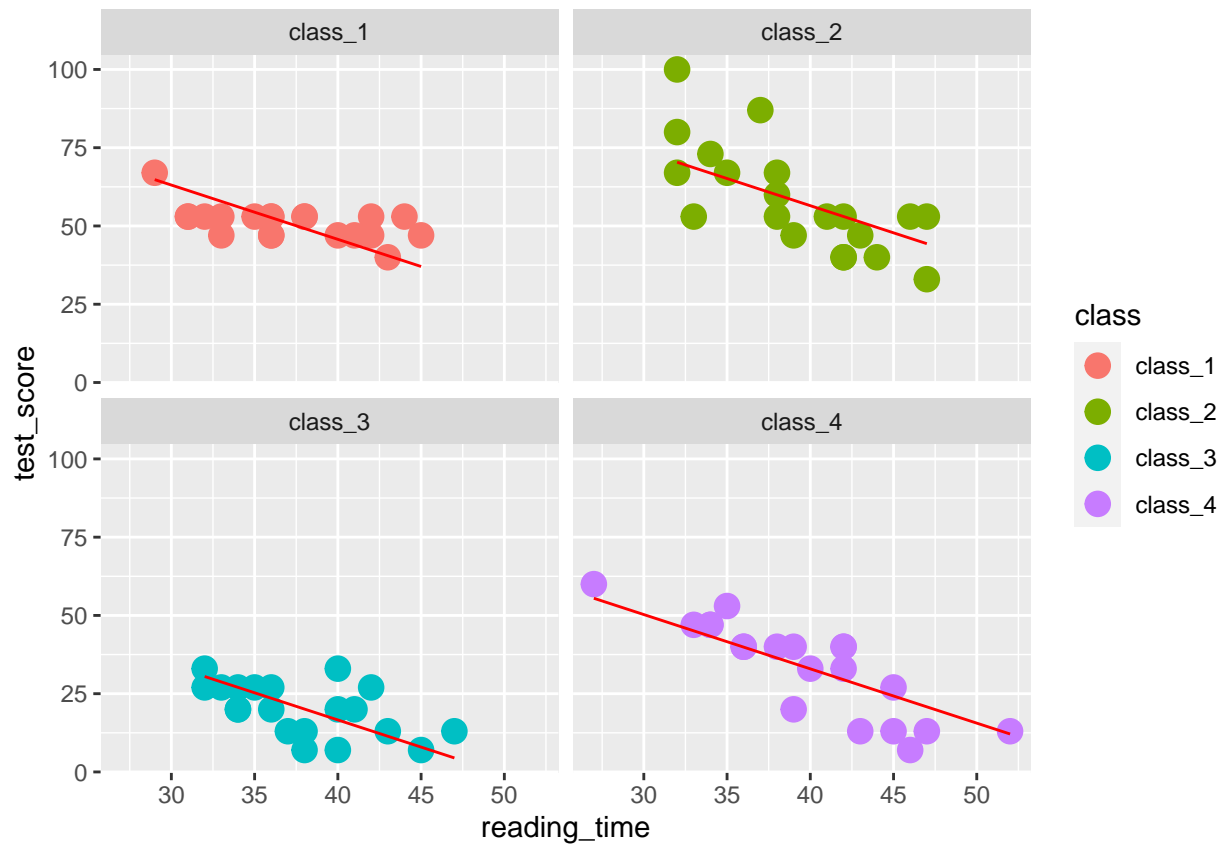 class_1 class_2
100
75
50
25
0
class_3 class_4
100
75
50
25
0
30 35 40 45 50 30 35 40 45 50
reading_time
test_score
class
class_1
class_2
class_3
class_4